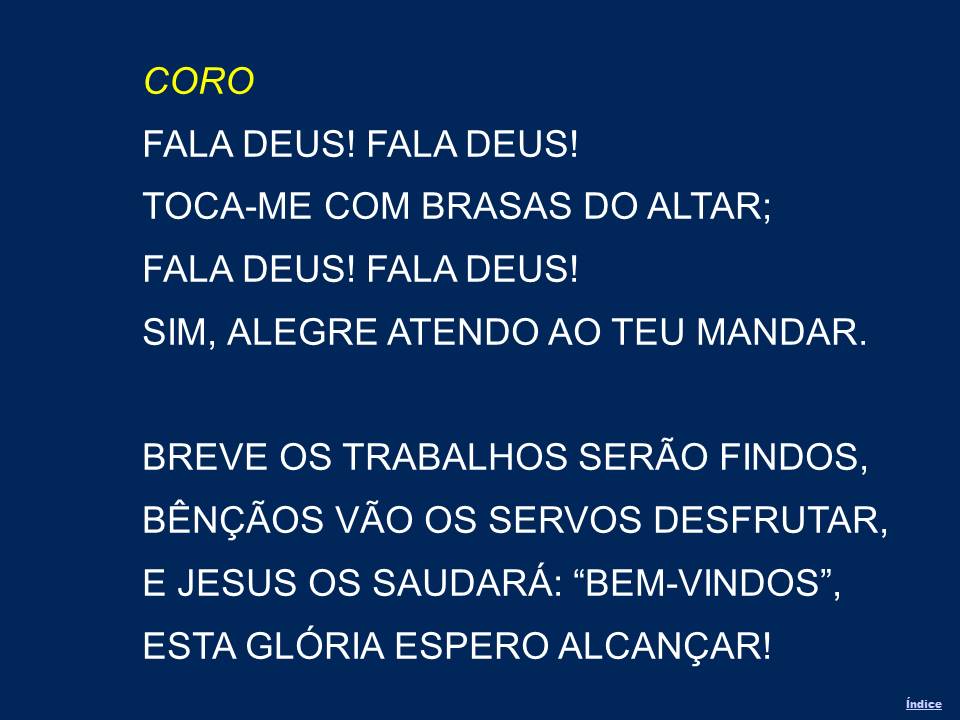 CORO
FALA DEUS! FALA DEUS!
TOCA-ME COM BRASAS DO ALTAR;
FALA DEUS! FALA DEUS!
SIM, ALEGRE ATENDO AO TEU MANDAR.
BREVE OS TRABALHOS SERÃO FINDOS,
BÊNÇÃOS VÃO OS SERVOS DESFRUTAR,
E JESUS OS SAUDARÁ: “BEM-VINDOS”,
ESTA GLÓRIA ESPERO ALCANÇAR!
Índice